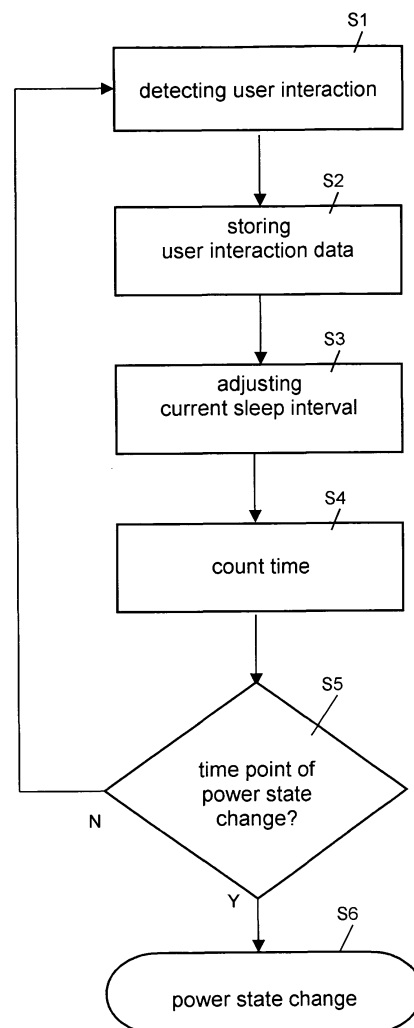 S1
detecting user interaction
S2
storing
user interaction data
S3
adjusting
current sleep interval
S4
count time
S5
time point of
power state
change?
N
Y
S6
power state change